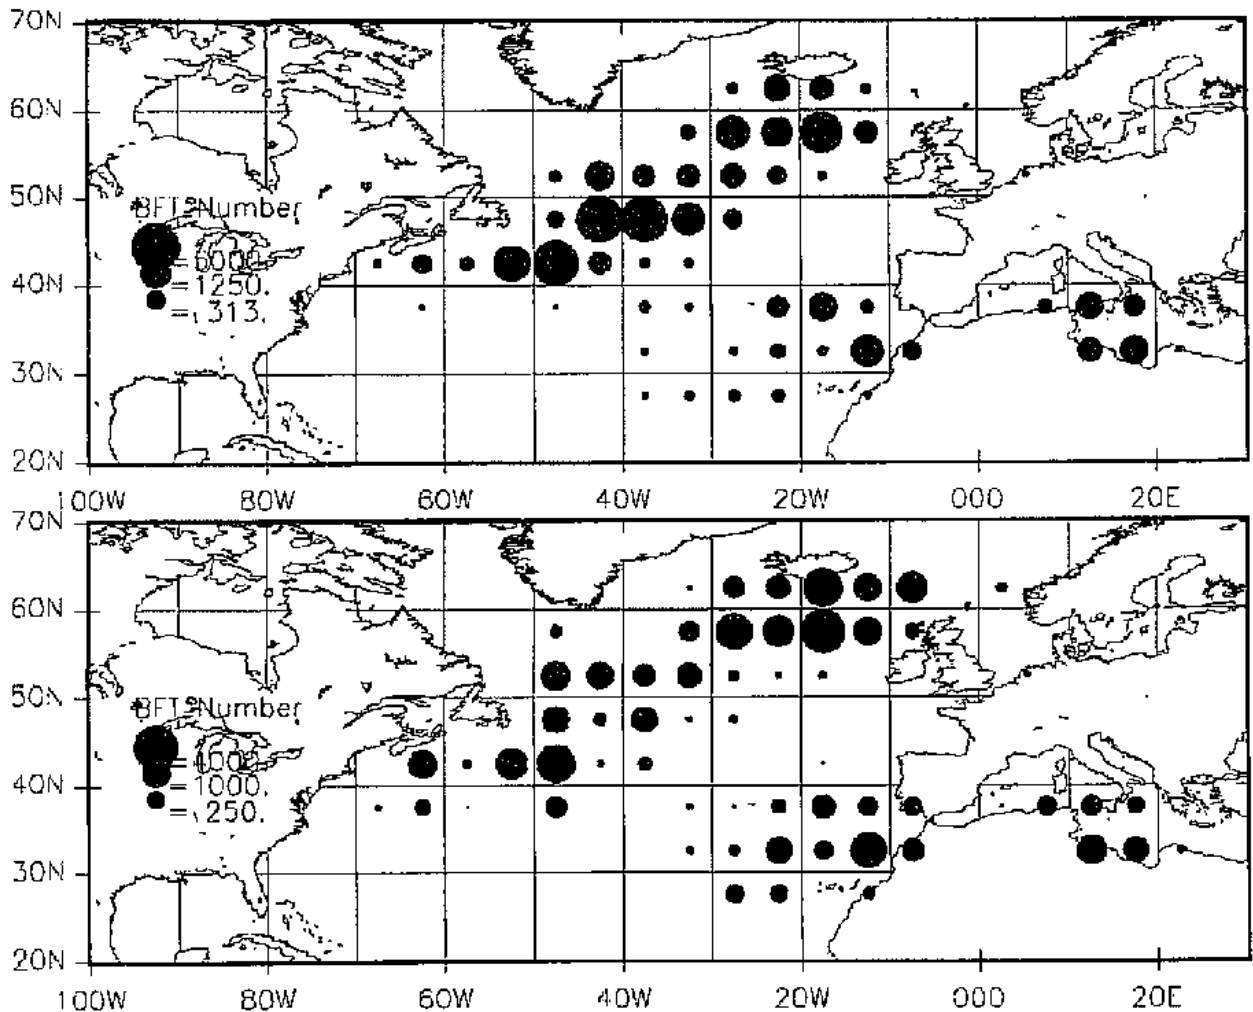 70N
60N
50N
BFT Number
= 6000.
40N
= 1250.
= 313.
30N
20N
100W 80W 60W 40W 20W 000 20E
70N
60N
50N
BFT Number
= 4000.
40N
= 1000.
= 250.
30N
20N
100W 80W 60W 40W 20W 000 20E